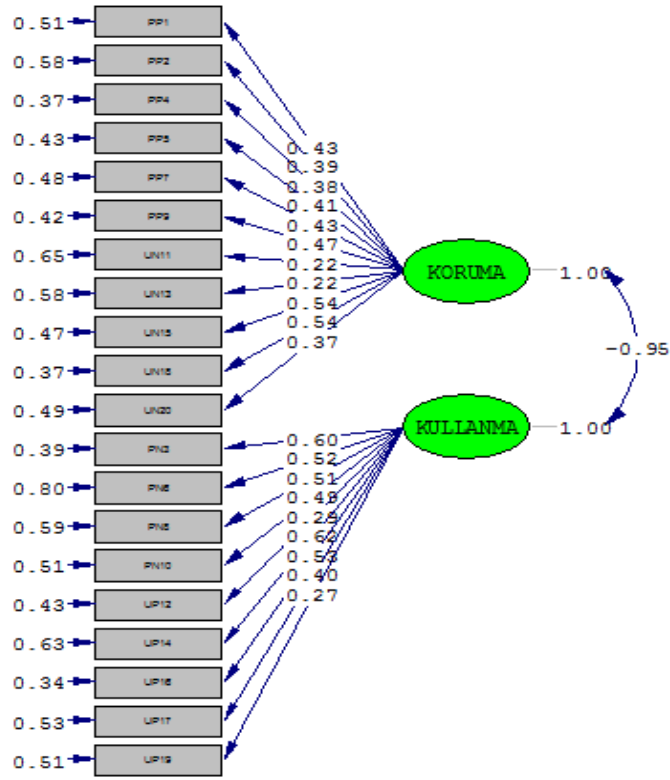 0.51 PP1
0.58 PP2
0.37 PP4
0.43 PP5
0.48 PP7
0.42 PP9
0.65 UN11
0.58 UN13
0.47 UN15
0.37 UN18
0.49 UN20
0.39 PN3
0.80 PN6
0.59 PN8
0.51 PN10
0.43 UP12
0.63 UP14
0.34 UP16
0.53 UP17
0.51 UP19
0.43
0.39
0.38
0.41
0.43
0.47
0.22
0.22
0.54
0.54
0.37
0.60
0.52
0.51
0.49
0.29
0.62
0.53
0.40
0.27
KORUMA 1.00
-0.95
KULLANMA 1.00